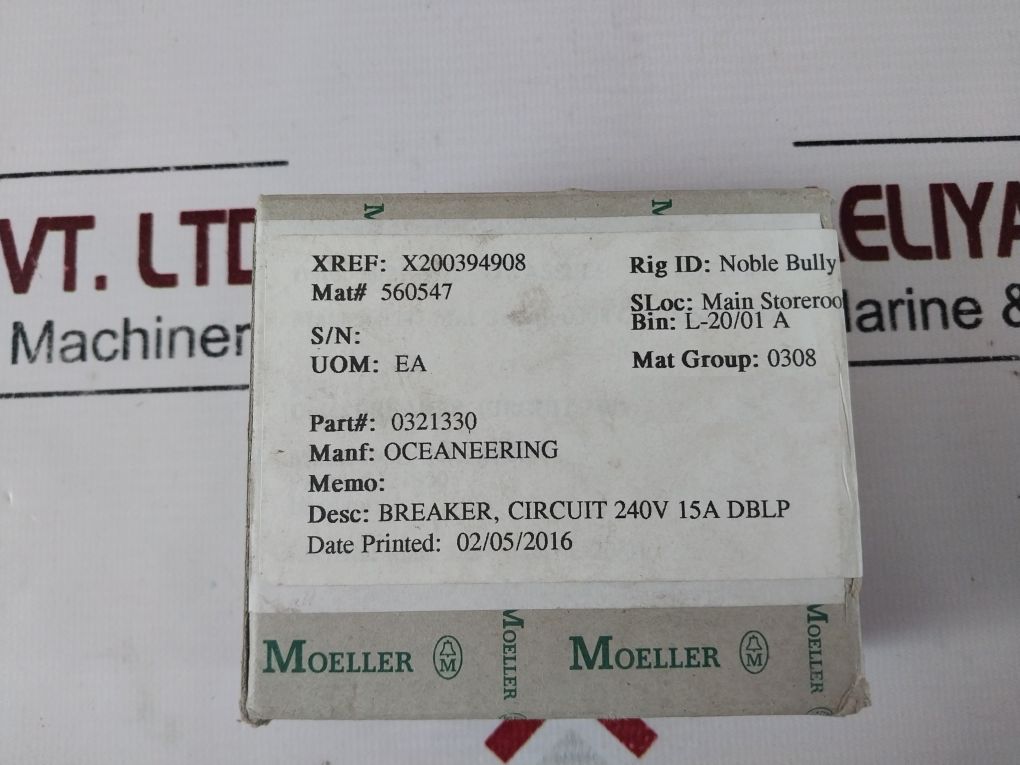 VT. LTD
Machiner
ELIYA
arine &
XREF: X200394908
Mat# 560547
S/N:
UOM: EA
Rig ID: Noble Bully
SLoc: Main Storeroo
Bin: L-20/01 A
Mat Group: 0308
Part#: 0321330
Manf: OCEANEERING
Memo:
Desc: BREAKER, CIRCUIT 240V 15A DBLP
Date Printed: 02/05/2016
MOELLER M MOELLER MOELLER M MOELLER